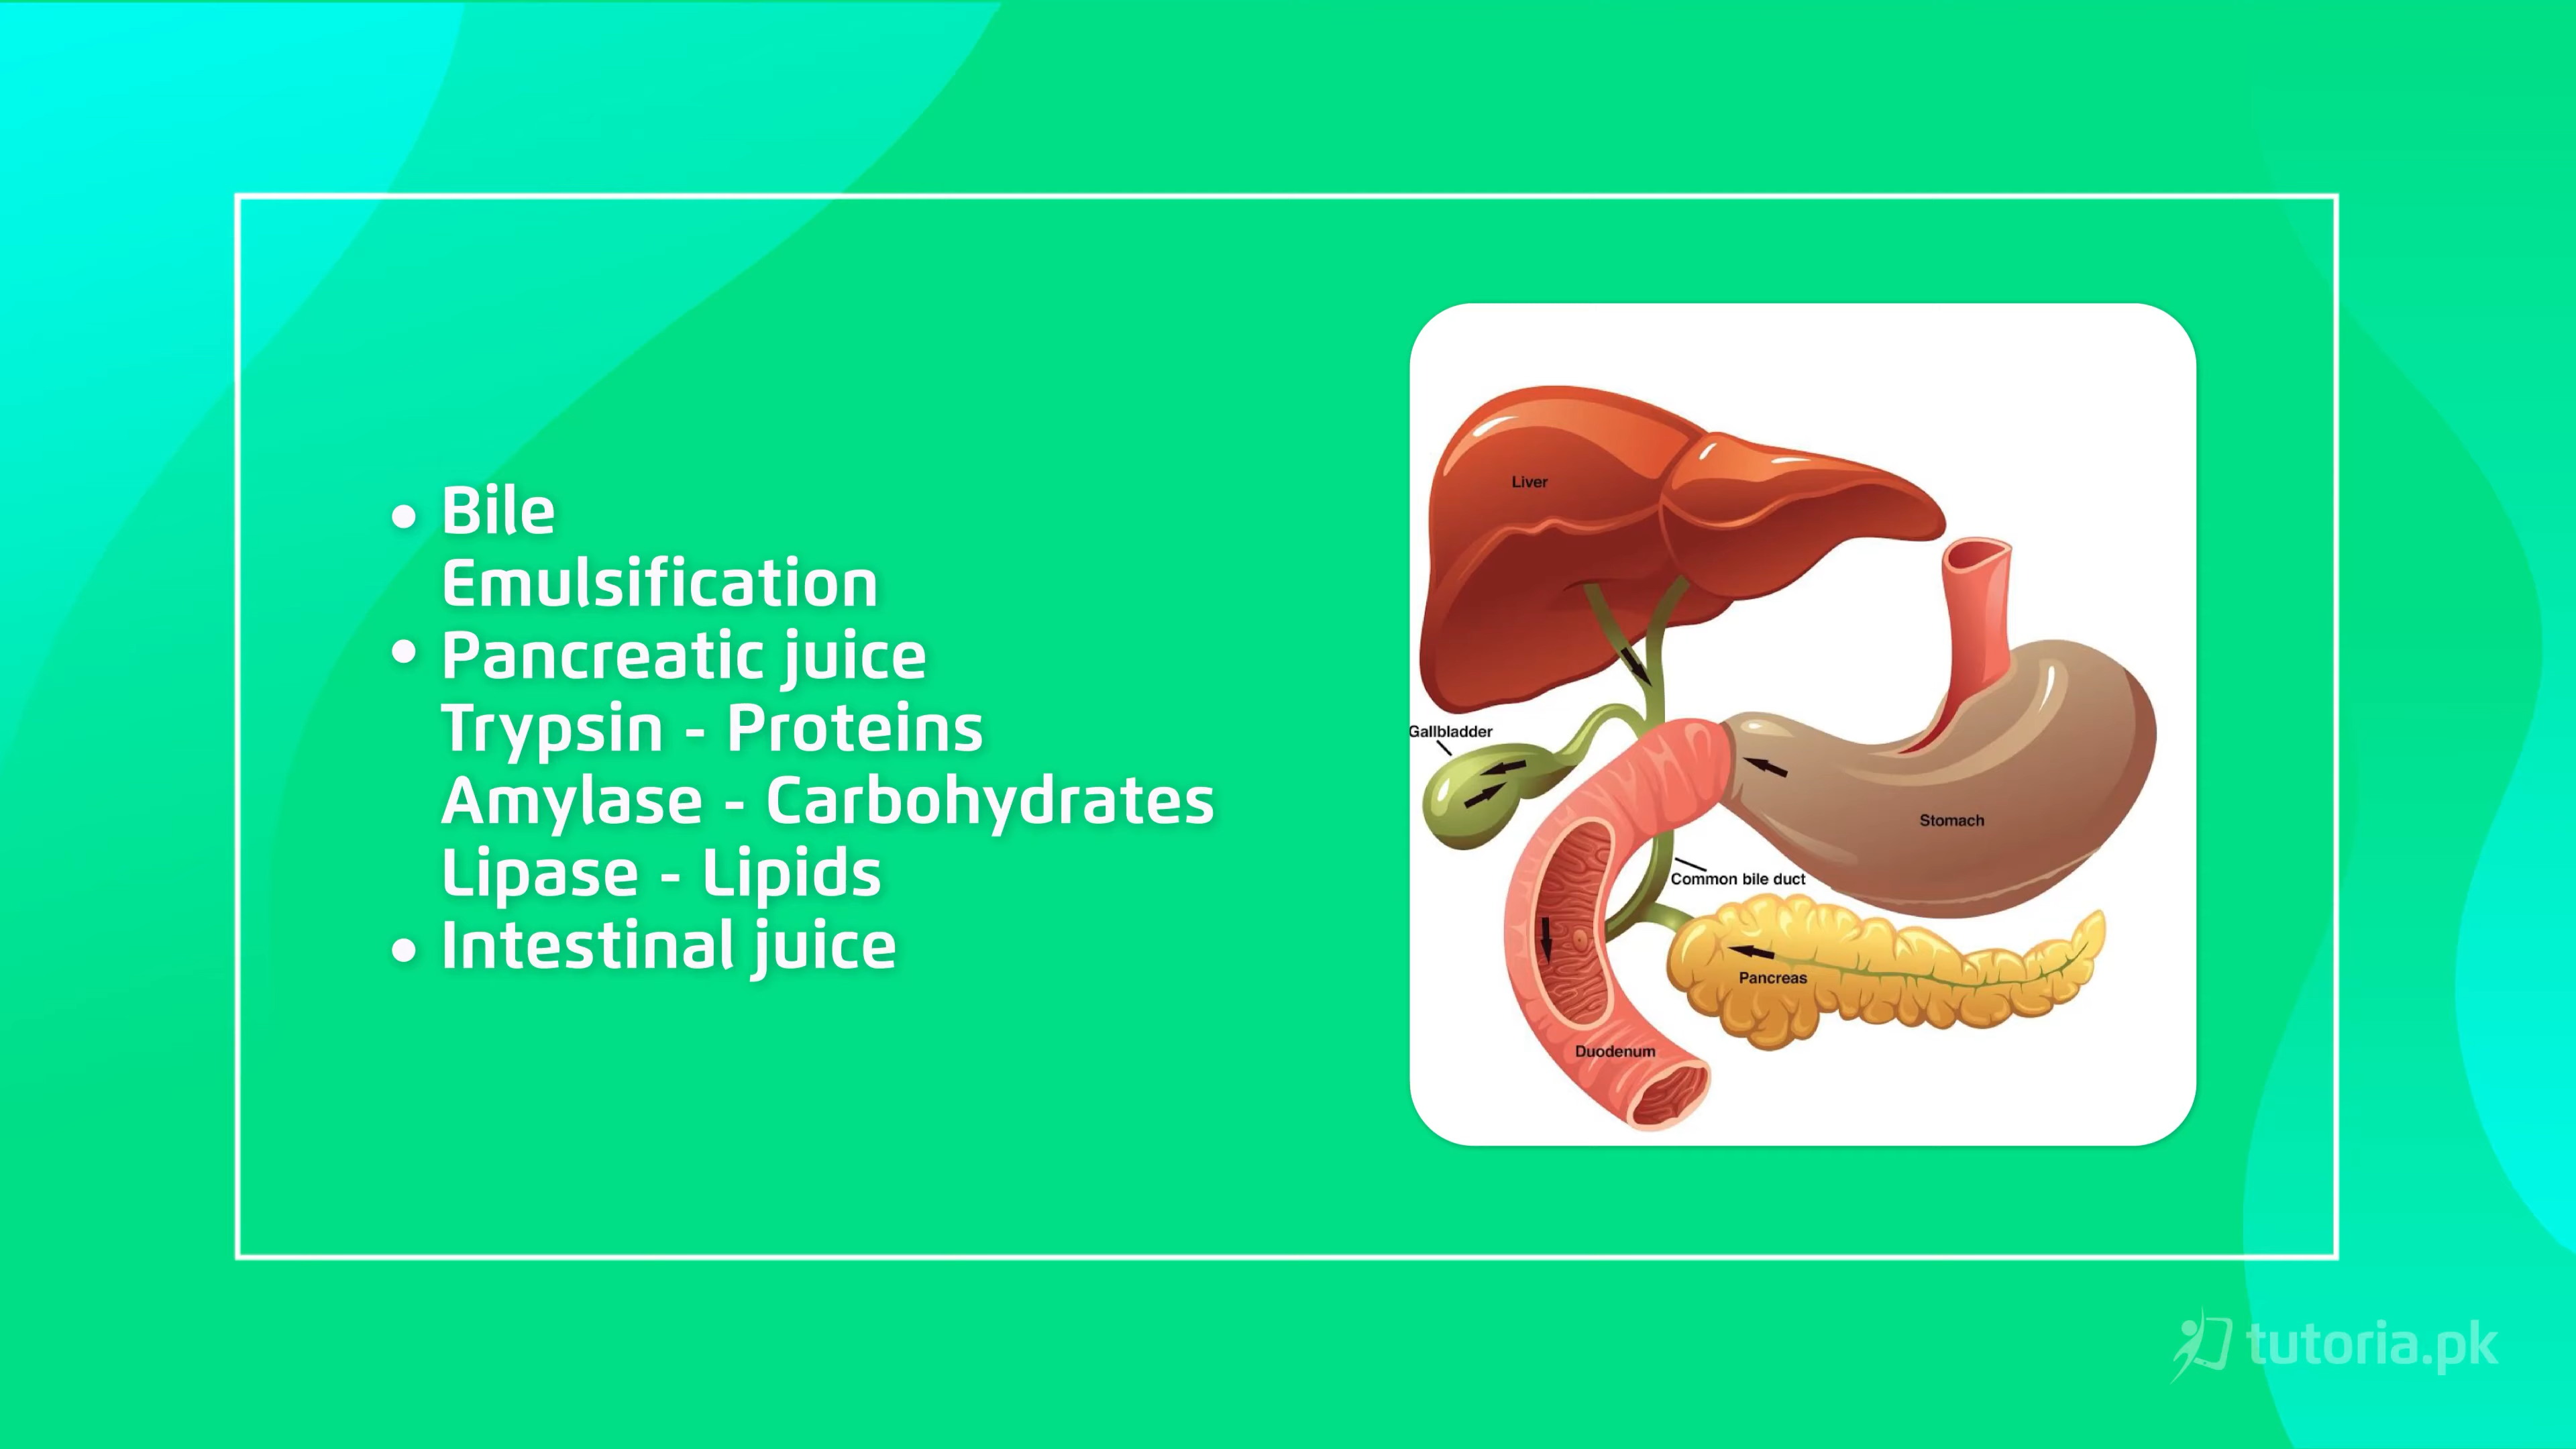 • Bile
Emulsification
• Pancreatic juice
Trypsin - Proteins
Amylase - Carbohydrates
Lipase - Lipids
• Intestinal juice
Liver
Gallbladder
Stomach
Common bile duct
Pancreas
Duodenum
tutoria.pk